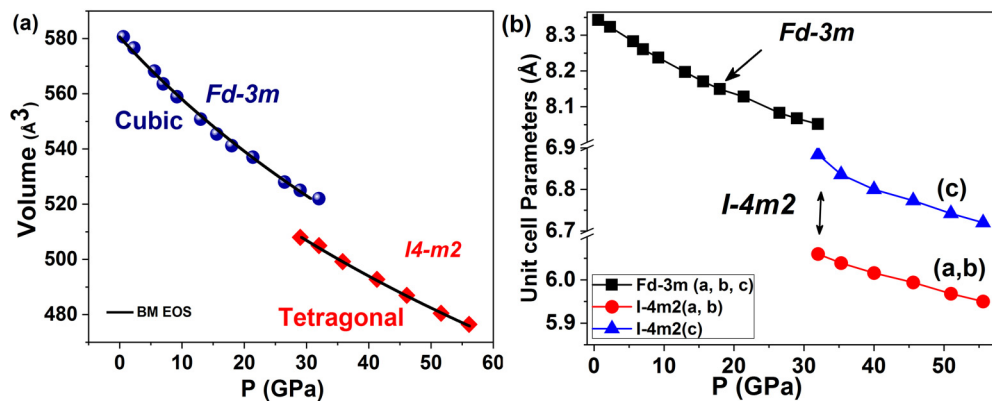 (a)
Volume (Å3)
580
560
540
520
500
480
460
Fd-3m
Cubic
I4-m2
Tetragonal
BM EOS
0 10 20 30 40 50 60
P (GPa)
(b)
Unit cell Parameters (Å)
8.3
8.2
8.1
6.9
6.8
6.7
6.0
5.9
Fd-3m
(c)
I-4m2
(a,b)
Fd-3m (a, b, c)
I-4m2(a, b)
I-4m2(c)
0 10 20 30 40 50
P (GPa)